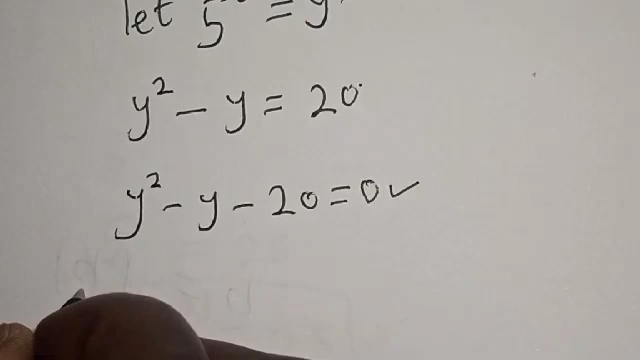 let 5 = y
y² - y = 20
y² - y - 20 = 0 ✓